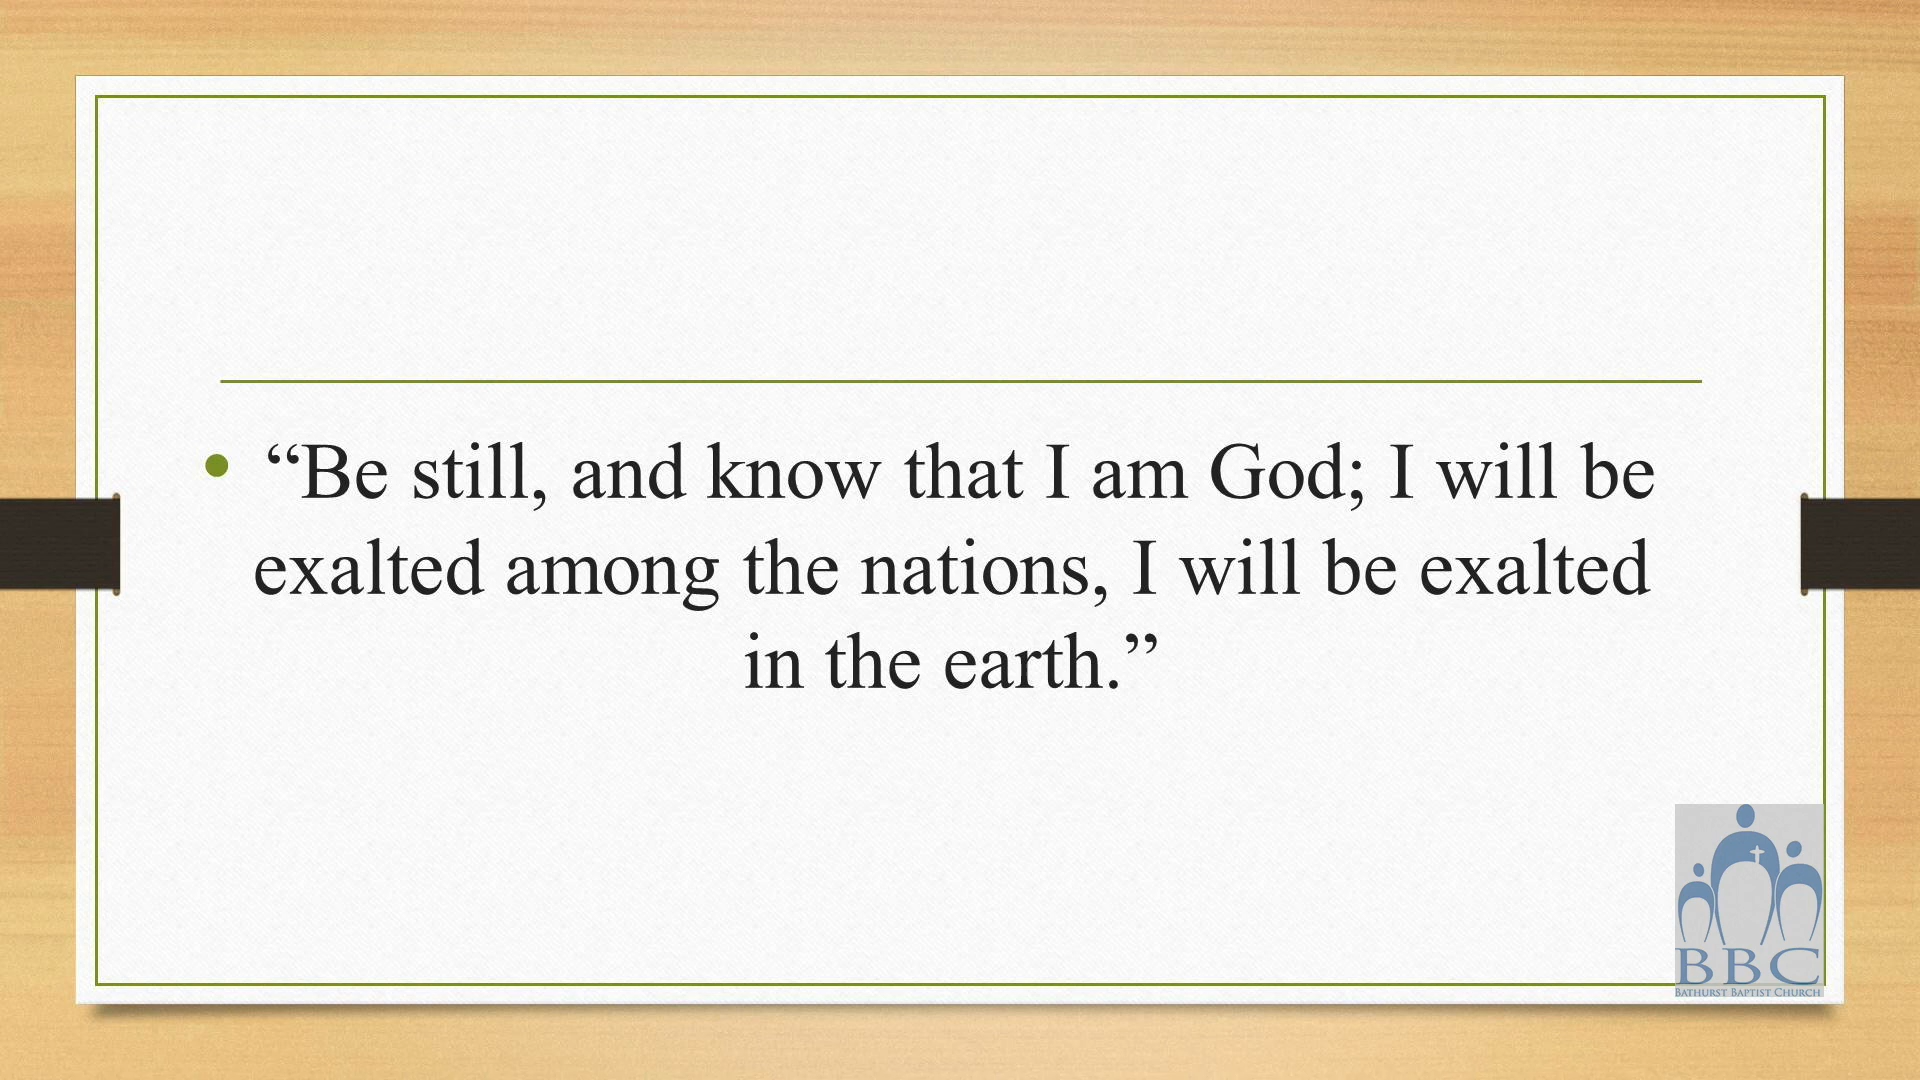 • “Be still, and know that I am God; I will be
exalted among the nations, I will be exalted
in the earth.”
BBC
BATHURST BAPTIST CHURCH